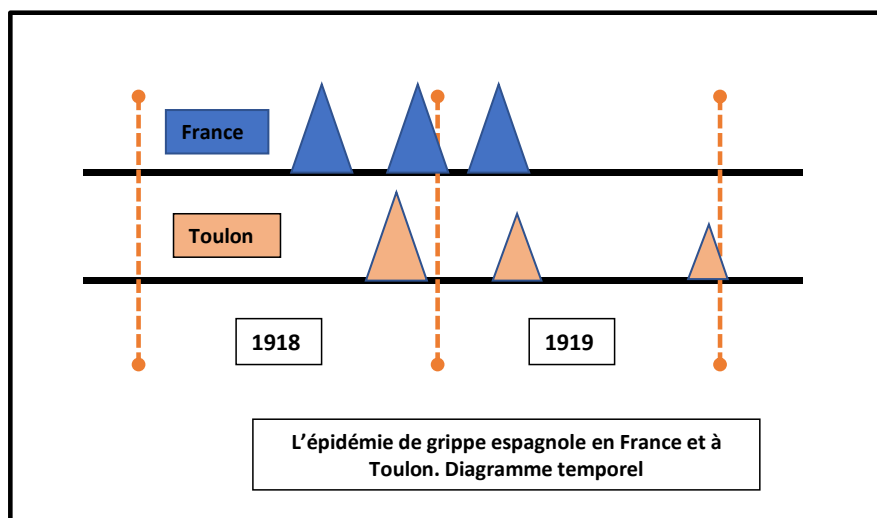 France
Toulon
1918
1919
L’épidémie de grippe espagnole en France et à
Toulon. Diagramme temporel